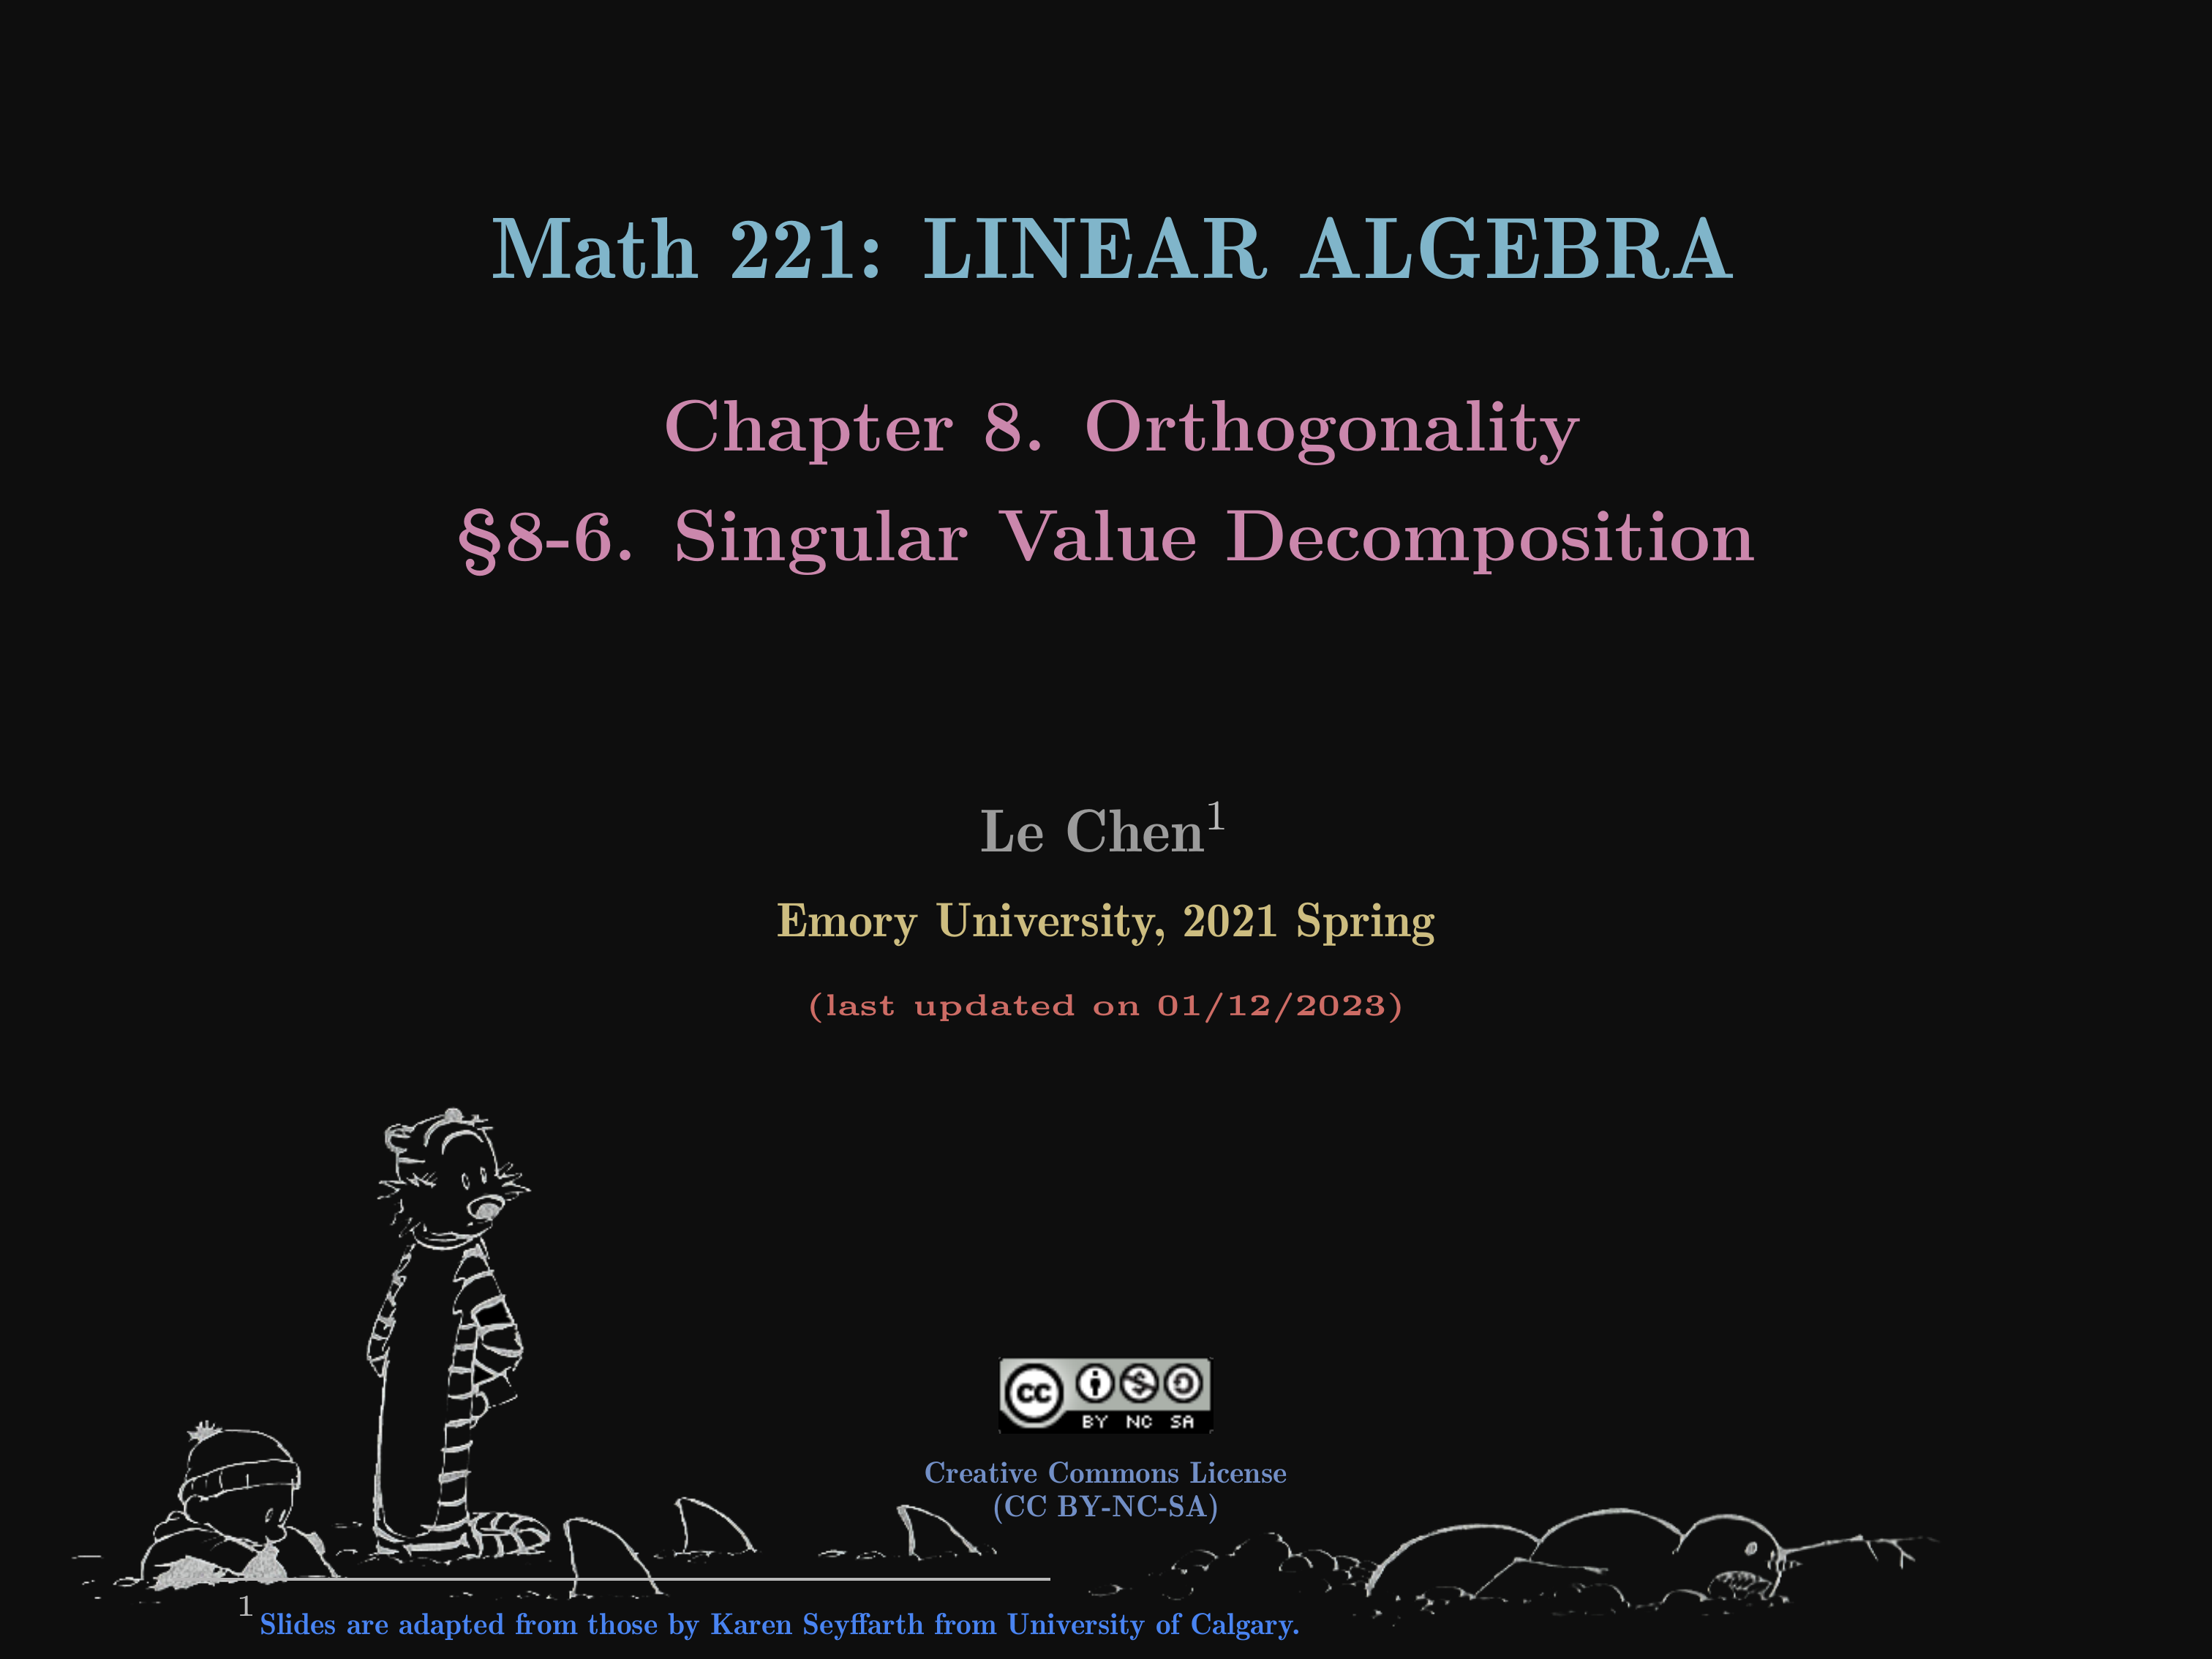 Math 221: LINEAR ALGEBRA
Chapter 8. Orthogonality
§8-6. Singular Value Decomposition
Le Chen¹
Emory University, 2021 Spring
(last updated on 01/12/2023)
cc
BY NC SA
Creative Commons License
(CC BY-NC-SA)
¹ Slides are adapted from those by Karen Seyffarth from University of Calgary.